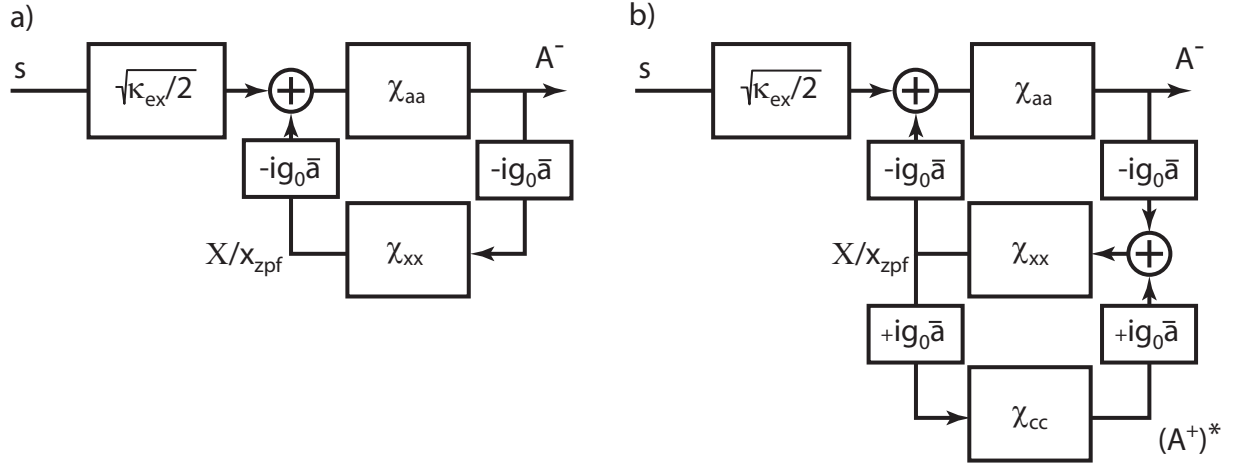 a)
s
√κex/2
χaa
A⁻
-ig₀ā
-ig₀ā
X/xzpf
χxx
b)
s
√κex/2
χaa
A⁻
-ig₀ā
-ig₀ā
X/xzpf
χxx
+ig₀ā
+ig₀ā
χcc
(A⁺)*